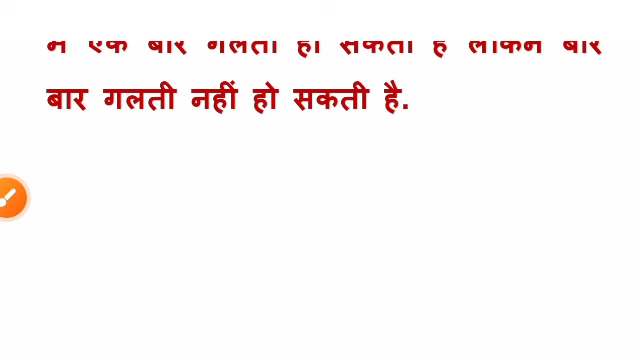 एक बार गलती हो सकती है लेकिन बार
बार गलती नहीं हो सकती है.